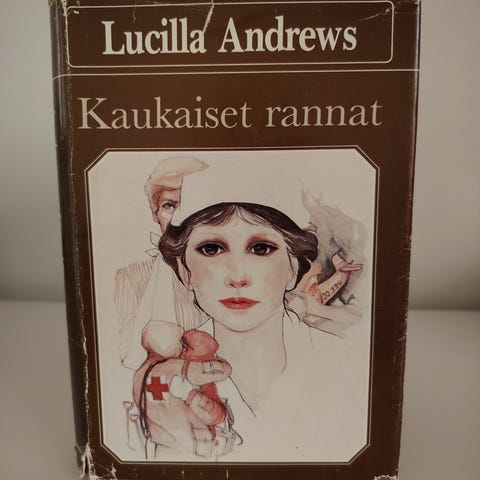 Lucilla Andrews
Kaukaiset rannat